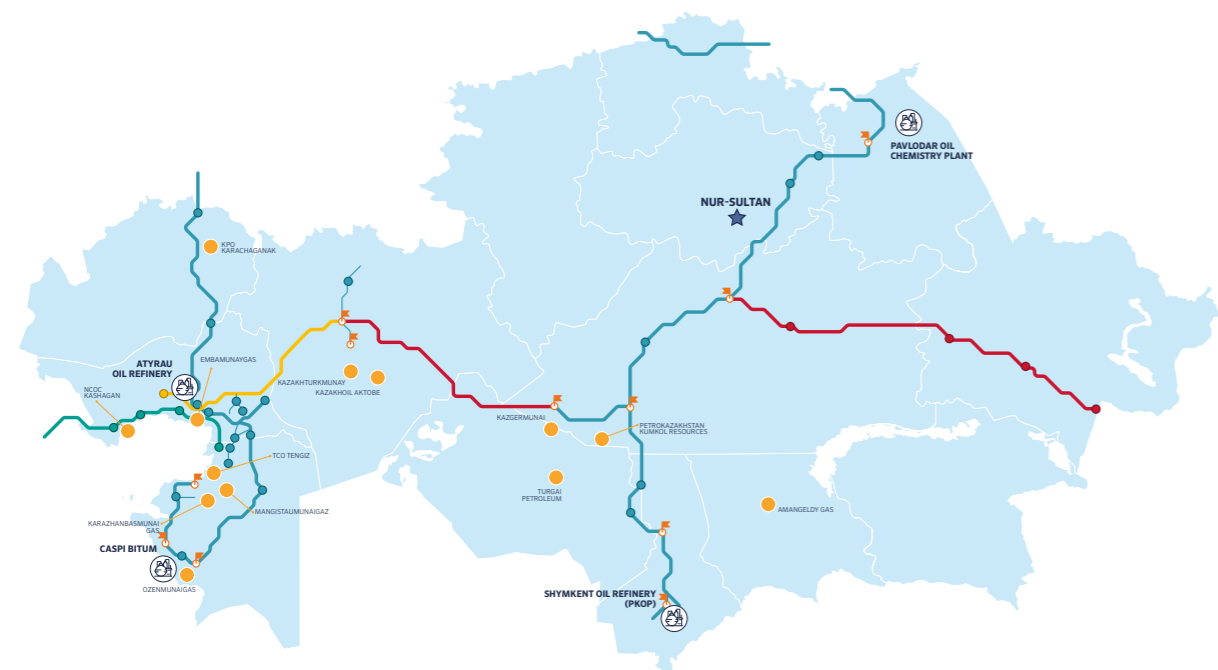 PAVLODAR OIL
CHEMISTRY PLANT
NUR-SULTAN
KPO
KARACHAGANAK
ATYRAU
OIL REFINERY
EMBAMUNAYGAS
NCOC
KASHAGAN
KAZAKHTURKMUNAY
KAZAKHOIL AKTOBE
KAZGERMUNAI
PETROKAZAKHSTAN
KUMKOL RESOURCES
TCO TENGIZ
TURGAI
PETROLEUM
MANGISTAUMUNAIGAZ
AMANGELDY GAS
KARAZHANBASMUNAI
GAS
CASPI BITUM
OZENMUNAIGAS
SHYMKENT OIL REFINERY
(PKOP)